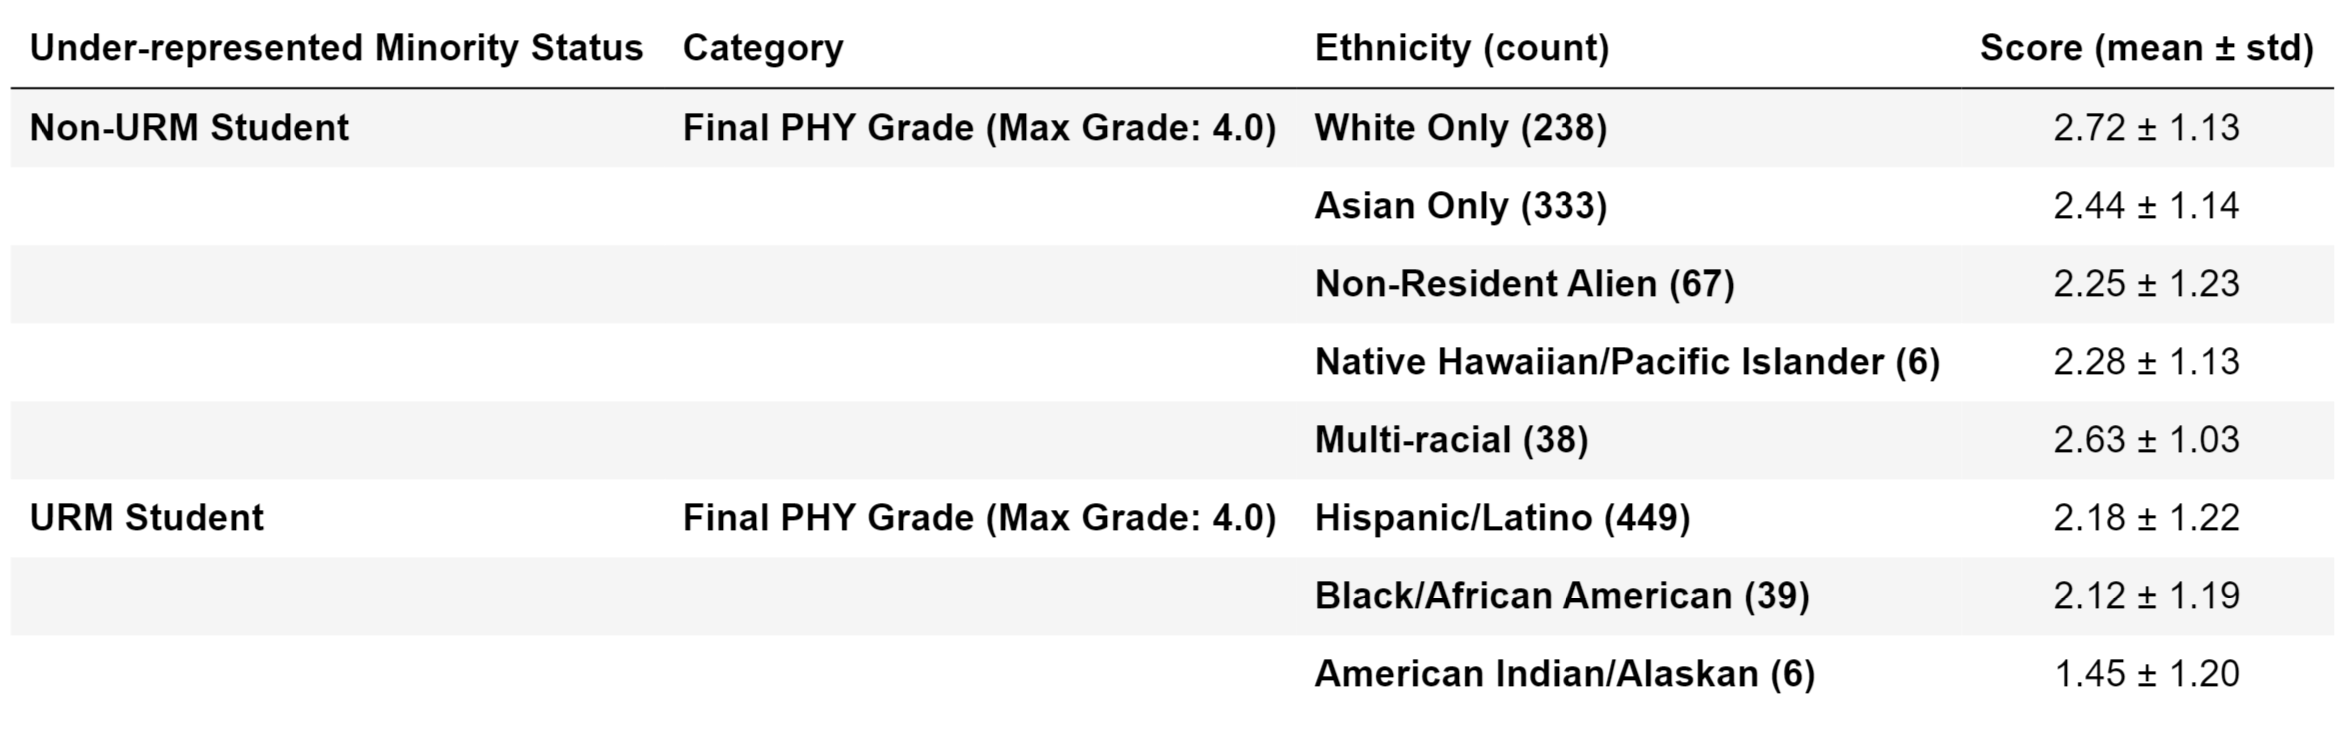 Under-represented Minority Status Category Ethnicity (count) Score (mean ± std)
Non-URM Student Final PHY Grade (Max Grade: 4.0) White Only (238) 2.72 ± 1.13
Asian Only (333) 2.44 ± 1.14
Non-Resident Alien (67) 2.25 ± 1.23
Native Hawaiian/Pacific Islander (6) 2.28 ± 1.13
Multi-racial (38) 2.63 ± 1.03
URM Student Final PHY Grade (Max Grade: 4.0) Hispanic/Latino (449) 2.18 ± 1.22
Black/African American (39) 2.12 ± 1.19
American Indian/Alaskan (6) 1.45 ± 1.20